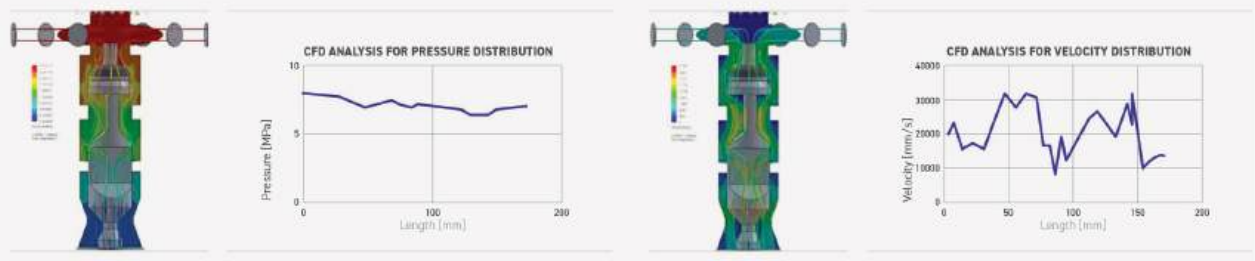 CFD ANALYSIS FOR PRESSURE DISTRIBUTION
10
5
0
Pressure [MPa]
0 100 200
Length [mm]
CFD ANALYSIS FOR VELOCITY DISTRIBUTION
40000
30000
20000
10000
0
Velocity [mm/s]
0 50 100 150 200
Length [mm]